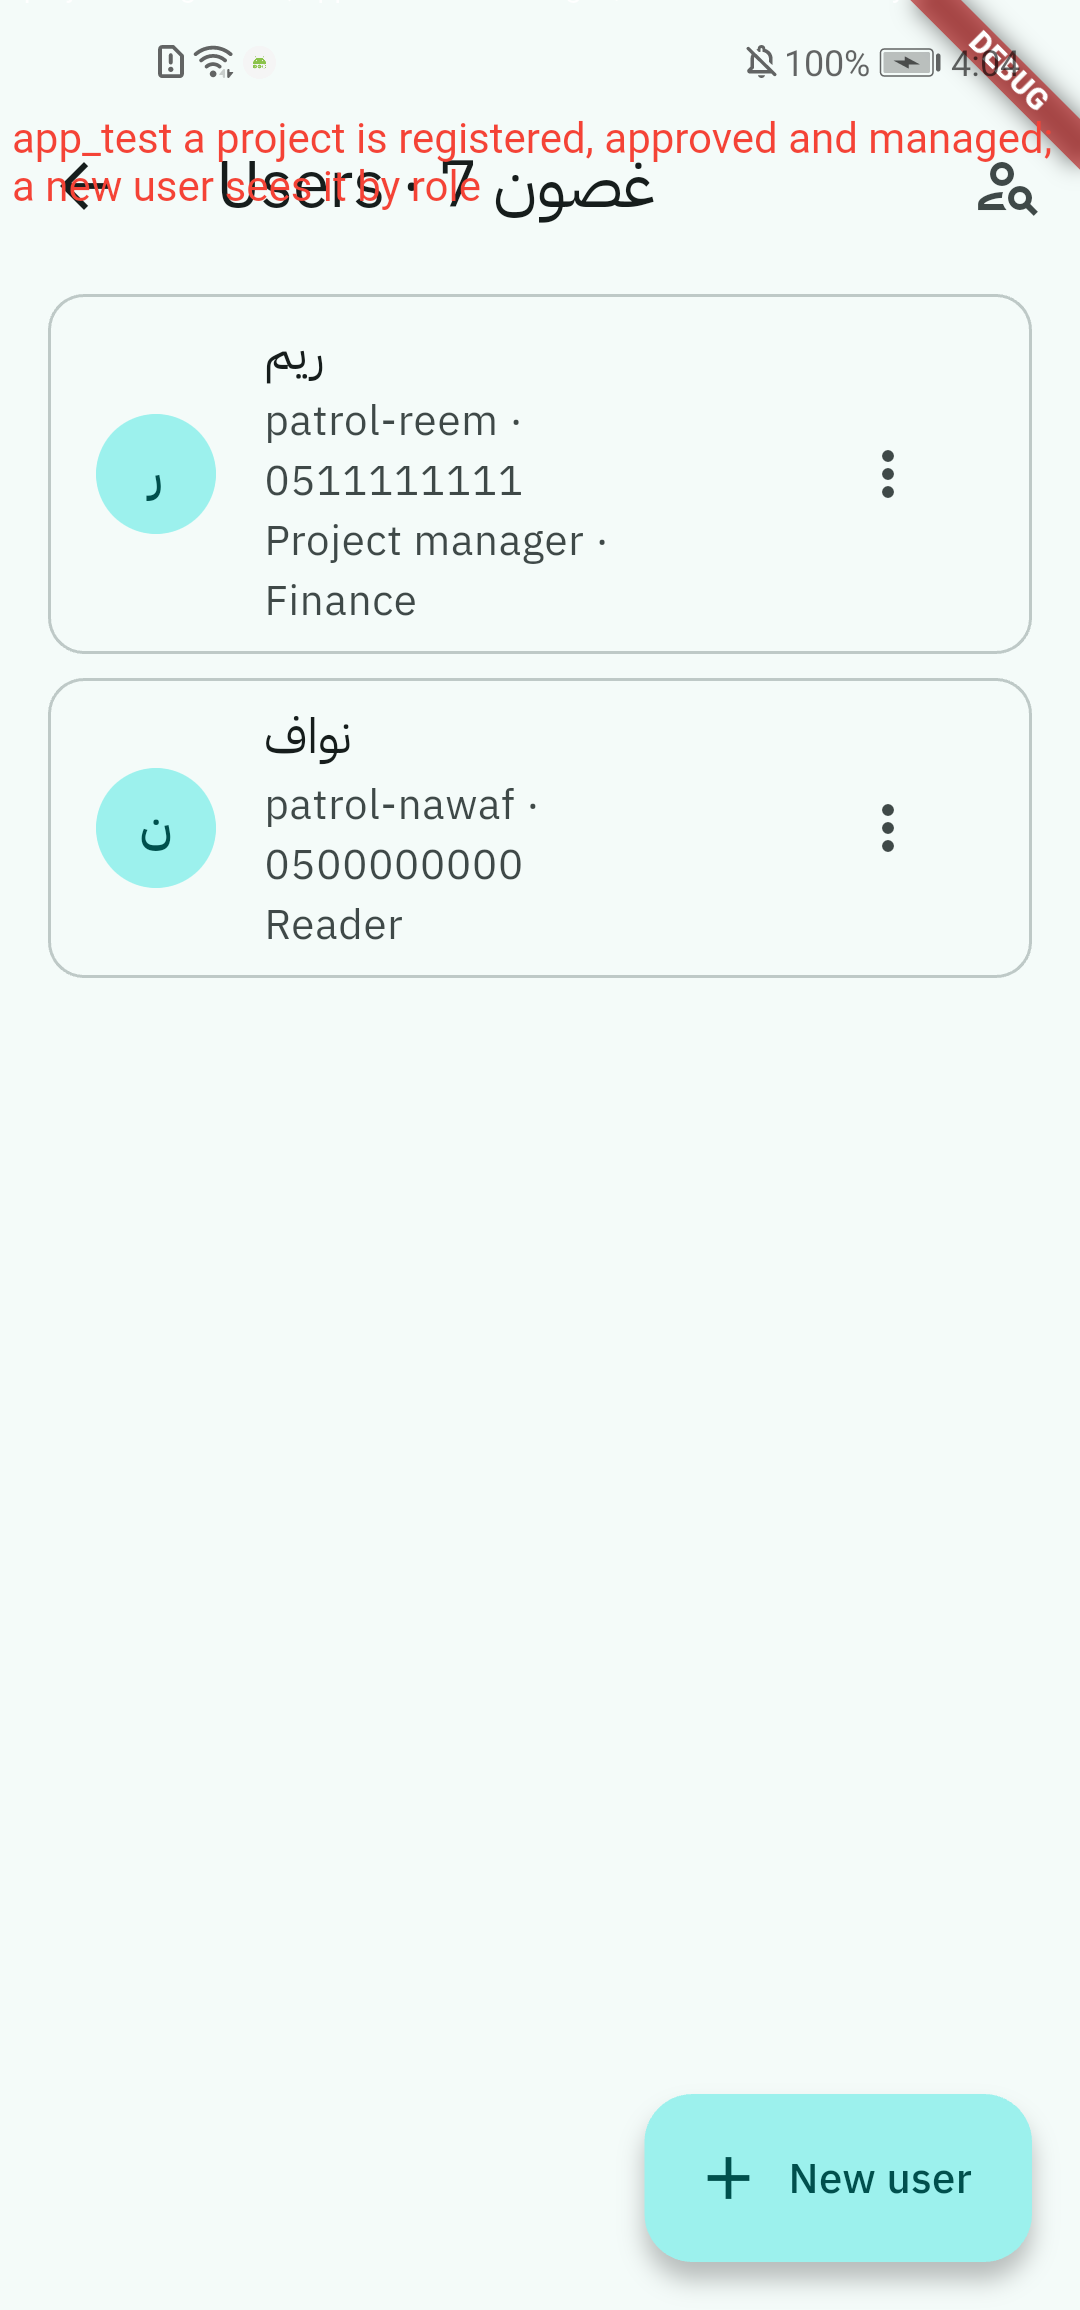 100%
4:04
DEBUG
app_test a project is registered, approved and managed;
a new user sees it by role
Users · غصون 7
ريم
ر
patrol-reem ·
0511111111
Project manager ·
Finance
نواف
ن
patrol-nawaf ·
0500000000
Reader
New user